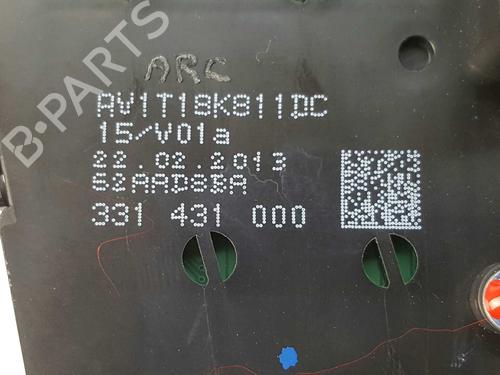 B-PARTS
ARC
AV1T18K811DC
15/V01a
22.02.2013
331 431 000